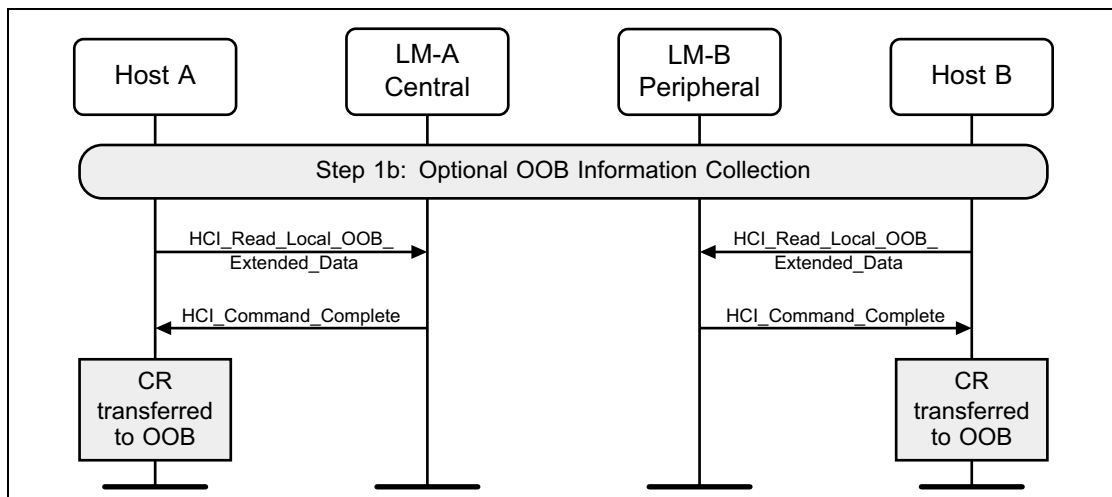 Host A
LM-A
Central
LM-B
Peripheral
Host B
Step 1b: Optional OOB Information Collection
HCI_Read_Local_OOB_
Extended_Data
HCI_Read_Local_OOB_
Extended_Data
HCI_Command_Complete
HCI_Command_Complete
CR
transferred
to OOB
CR
transferred
to OOB